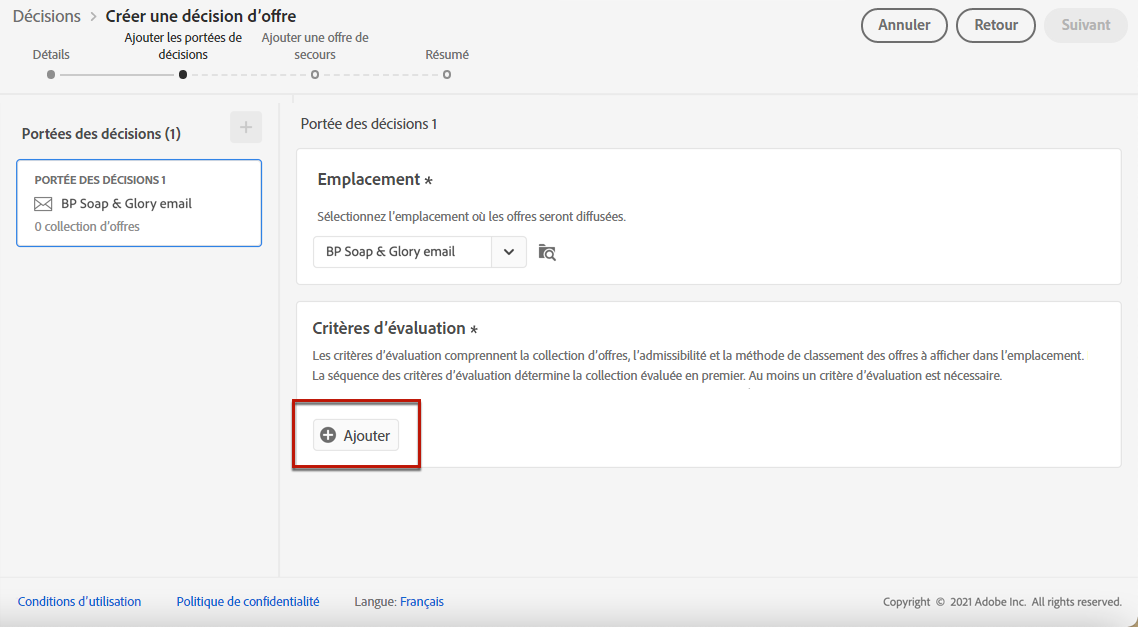 Décisions > Créer une décision d'offre
Annuler
Retour
Suivant
Détails
Ajouter les portées de
décisions
Ajouter une offre de
secours
Résumé
Portées des décisions (1)
PORTÉE DES DÉCISIONS 1
BP Soap & Glory email
0 collection d'offres
Portée des décisions 1
Emplacement *
Sélectionnez l'emplacement où les offres seront diffusées.
BP Soap & Glory email
Critères d'évaluation *
Les critères d'évaluation comprennent la collection d'offres, l'admissibilité et la méthode de classement des offres à afficher dans l'emplacement.
La séquence des critères d'évaluation détermine la collection évaluée en premier. Au moins un critère d'évaluation est nécessaire.
Ajouter
Conditions d'utilisation
Politique de confidentialité
Langue: Français
Copyright © 2021 Adobe Inc. All rights reserved.